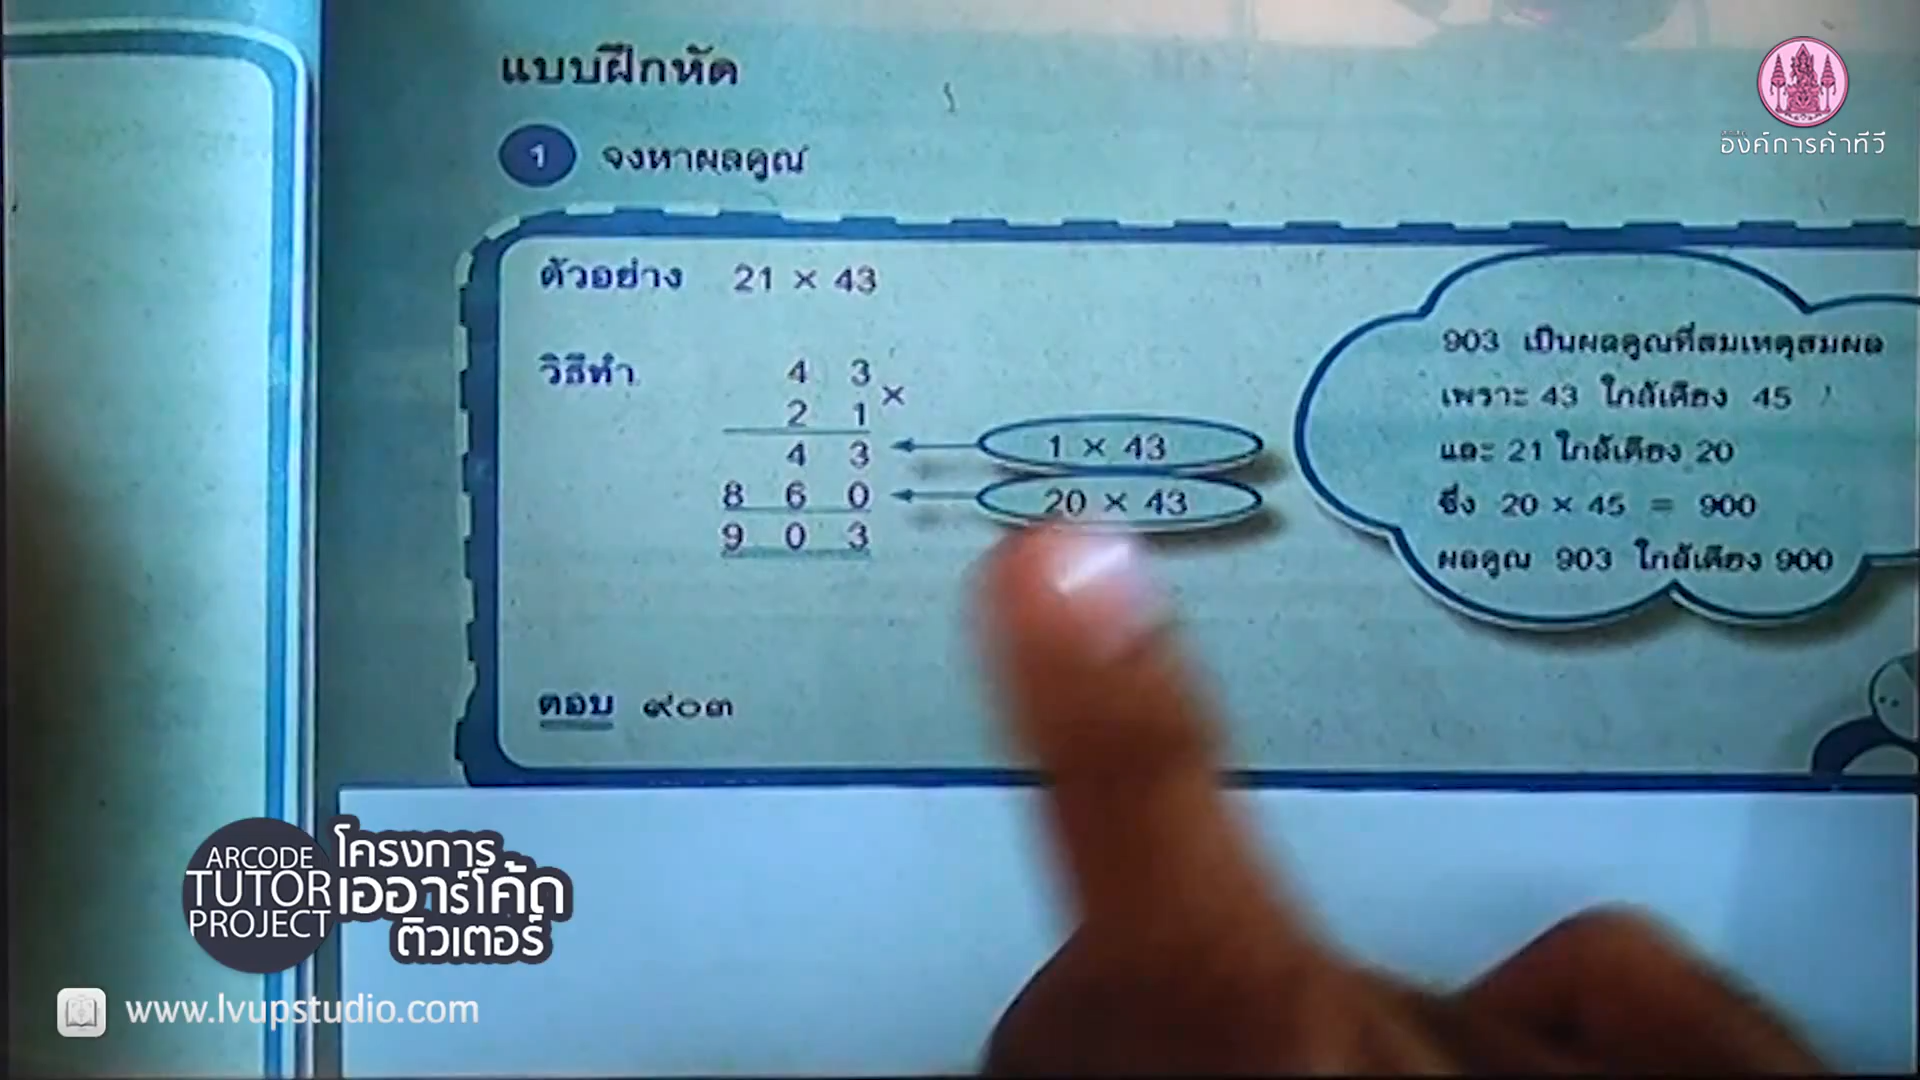 แบบฝึกหัด
1 จงหาผลคูณ
ตัวอย่าง 21 × 43
วิธีทำ 4 3 ×
2 1
4 3 1 × 43
8 6 0 20 × 43
9 0 3
903 เป็นผลคูณที่สมเหตุสมผล
เพราะ 43 ใกล้เคียง 45
และ 21 ใกล้เคียง 20
ซึ่ง 20 × 45 = 900
ผลคูณ 903 ใกล้เคียง 900
ตอบ ๙๐๓
ARCODE TUTOR PROJECT
โครงการ
เออาร์โค้ด
ติวเตอร์
www.lvupstudio.com
องค์การค้าทีวี